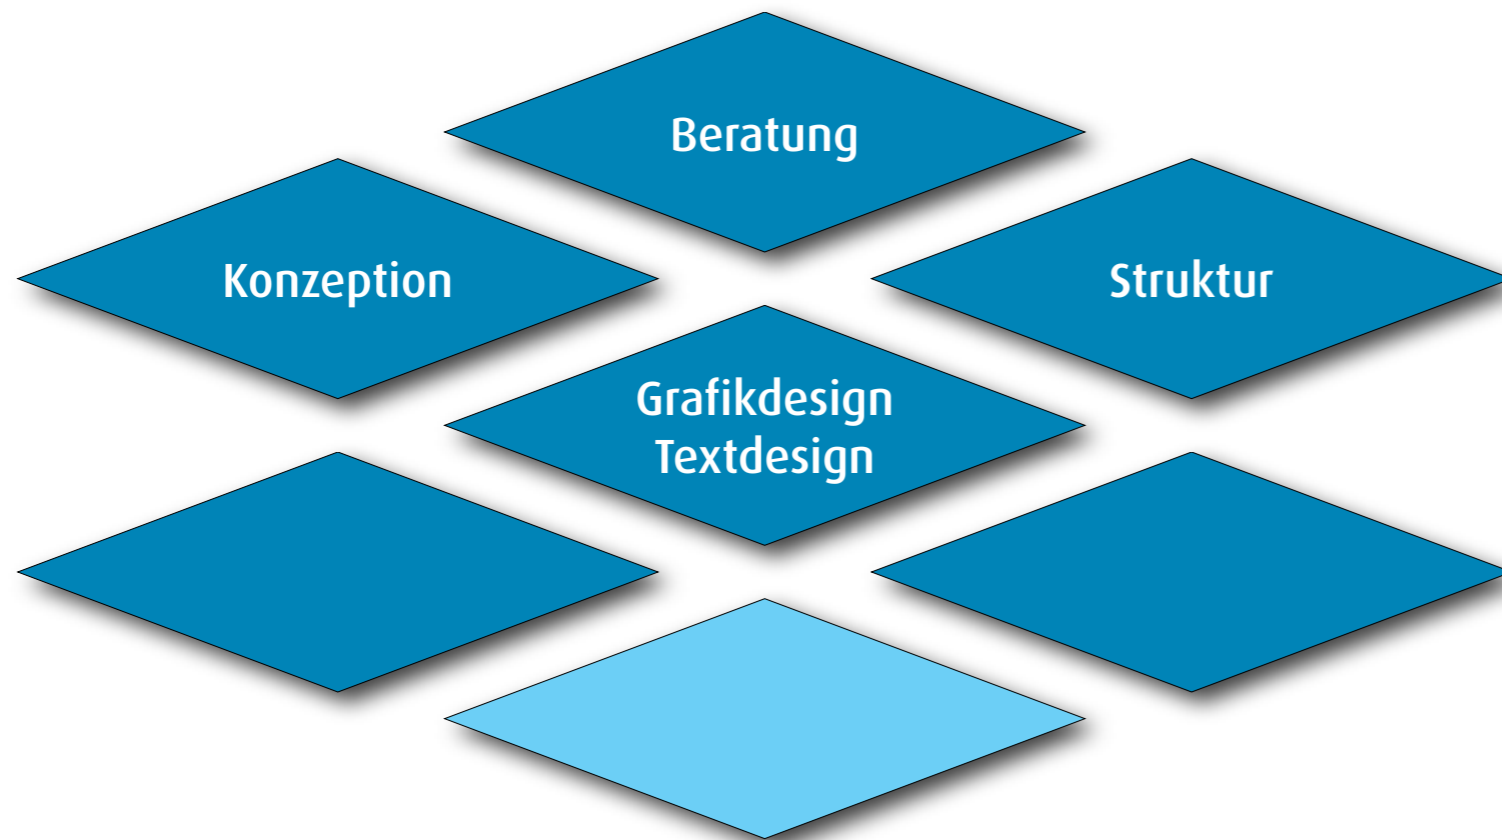 Beratung
Konzeption
Struktur
Grafikdesign
Textdesign